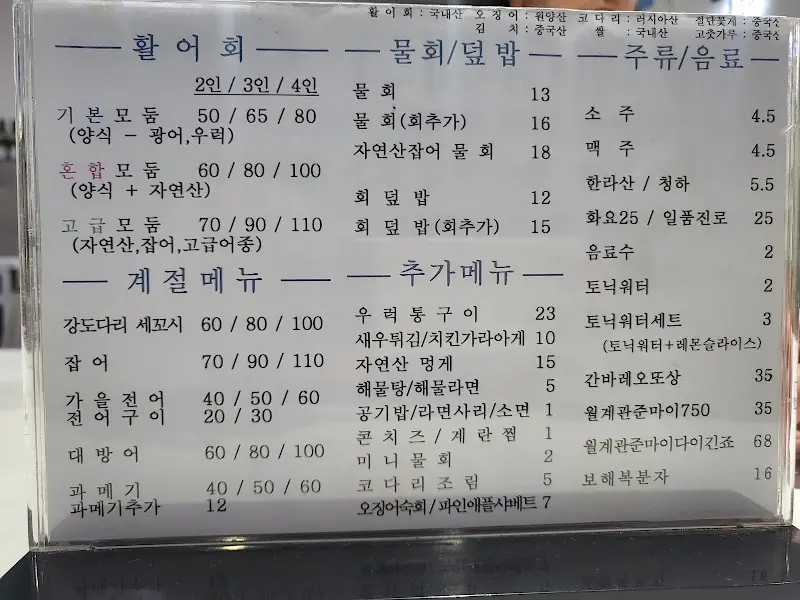 활어회 : 국내산 오징어 : 원양산 코다리 : 러시아산 절단꽃게 : 중국산
김 치 : 중국산 쌀 : 국내산 고춧가루 : 중국산
활 어 회
2인 / 3인 / 4인
기 본 모 둠 50 / 65 / 80
(양식 - 광어,우럭)
혼 합 모 둠 60 / 80 / 100
(양식 + 자연산)
고 급 모 둠 70 / 90 / 110
(자연산,잡어,고급어종)
계 절 메 뉴
강도다리 세꼬시 60 / 80 / 100
잡 어 70 / 90 / 110
가 을 전 어 40 / 50 / 60
전 어 구 이 20 / 30
대 방 어 60 / 80 / 100
과 메 기 40 / 50 / 60
과메기추가 12
물회/덮밥
물 회 13
물 회(회추가) 16
자연산잡어 물 회 18
회 덮 밥 12
회 덮 밥(회추가) 15
추가메뉴
우 럭 통 구 이 23
새우튀김/치킨가라아게 10
자연산 멍게 15
해물탕/해물라면 5
공기밥/라면사리/소면 1
콘 치 즈 / 계 란 찜 1
미 니 물 회 2
코 다 리 조 림 5
오징어숙회/파인애플샤베트 7
주류/음료
소 주 4.5
맥 주 4.5
한라산 / 청하 5.5
화요25 / 일품진로 25
음료수 2
토닉워터 2
토닉워터세트 3
(토닉워터+레몬슬라이스)
간바레오또상 35
월계관준마이750 35
월계관준마이다이긴죠 68
보해복분자 16